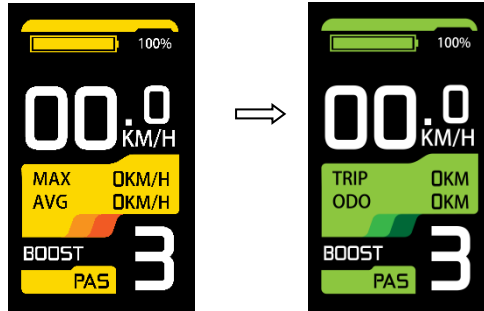 100%
00.0
KM/H
MAX 0KM/H
AVG 0KM/H
BOOST
3
PAS
100%
00.0
KM/H
TRIP 0KM
ODO 0KM
BOOST
3
PAS